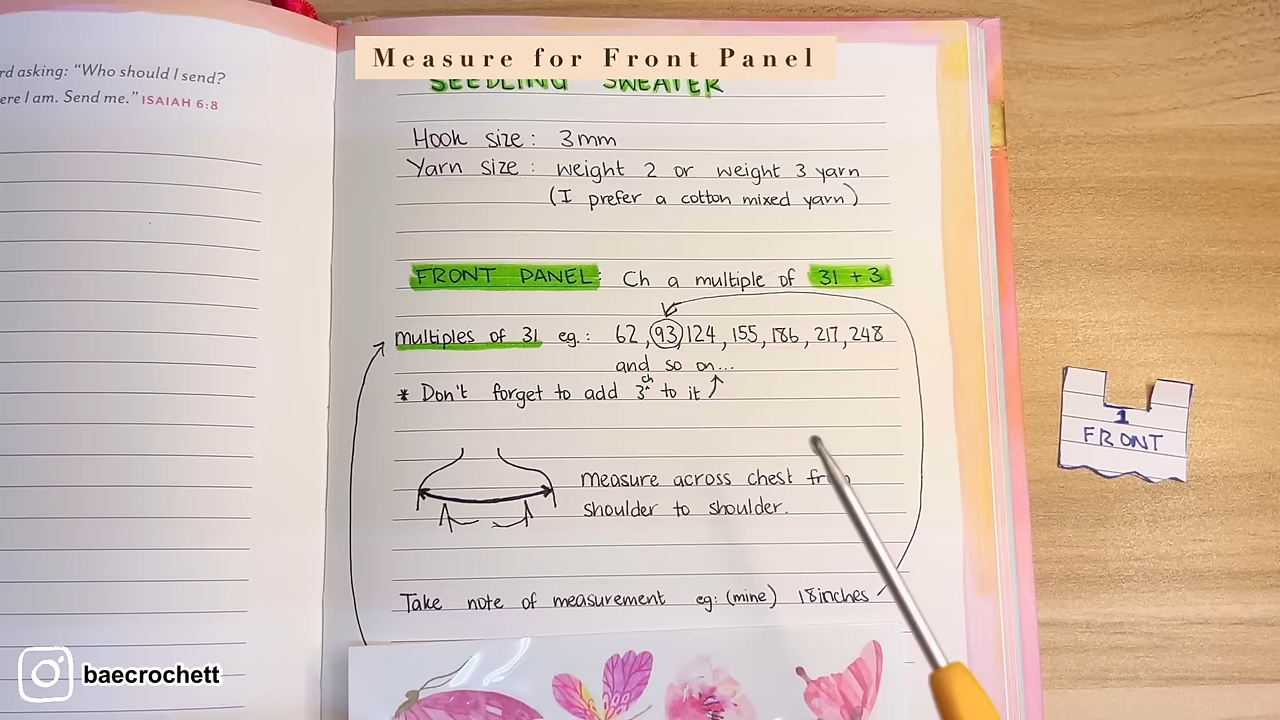 rd asking: “Who should I send?
ere I am. Send me.” ISAIAH 6:8
Measure for Front Panel
SEEDLING SWEATER
Hook size: 3mm
Yarn size: weight 2 or weight 3 yarn
(I prefer a cotton mixed yarn)
FRONT PANEL: Ch a multiple of 31 + 3
multiples of 31 eg.: 62, 93, 124, 155, 186, 217, 248
and so on...
* Don't forget to add 3 ch to it
measure across chest from
shoulder to shoulder.
Take note of measurement eg: (mine) 18inches
1
FRONT
baecrochett